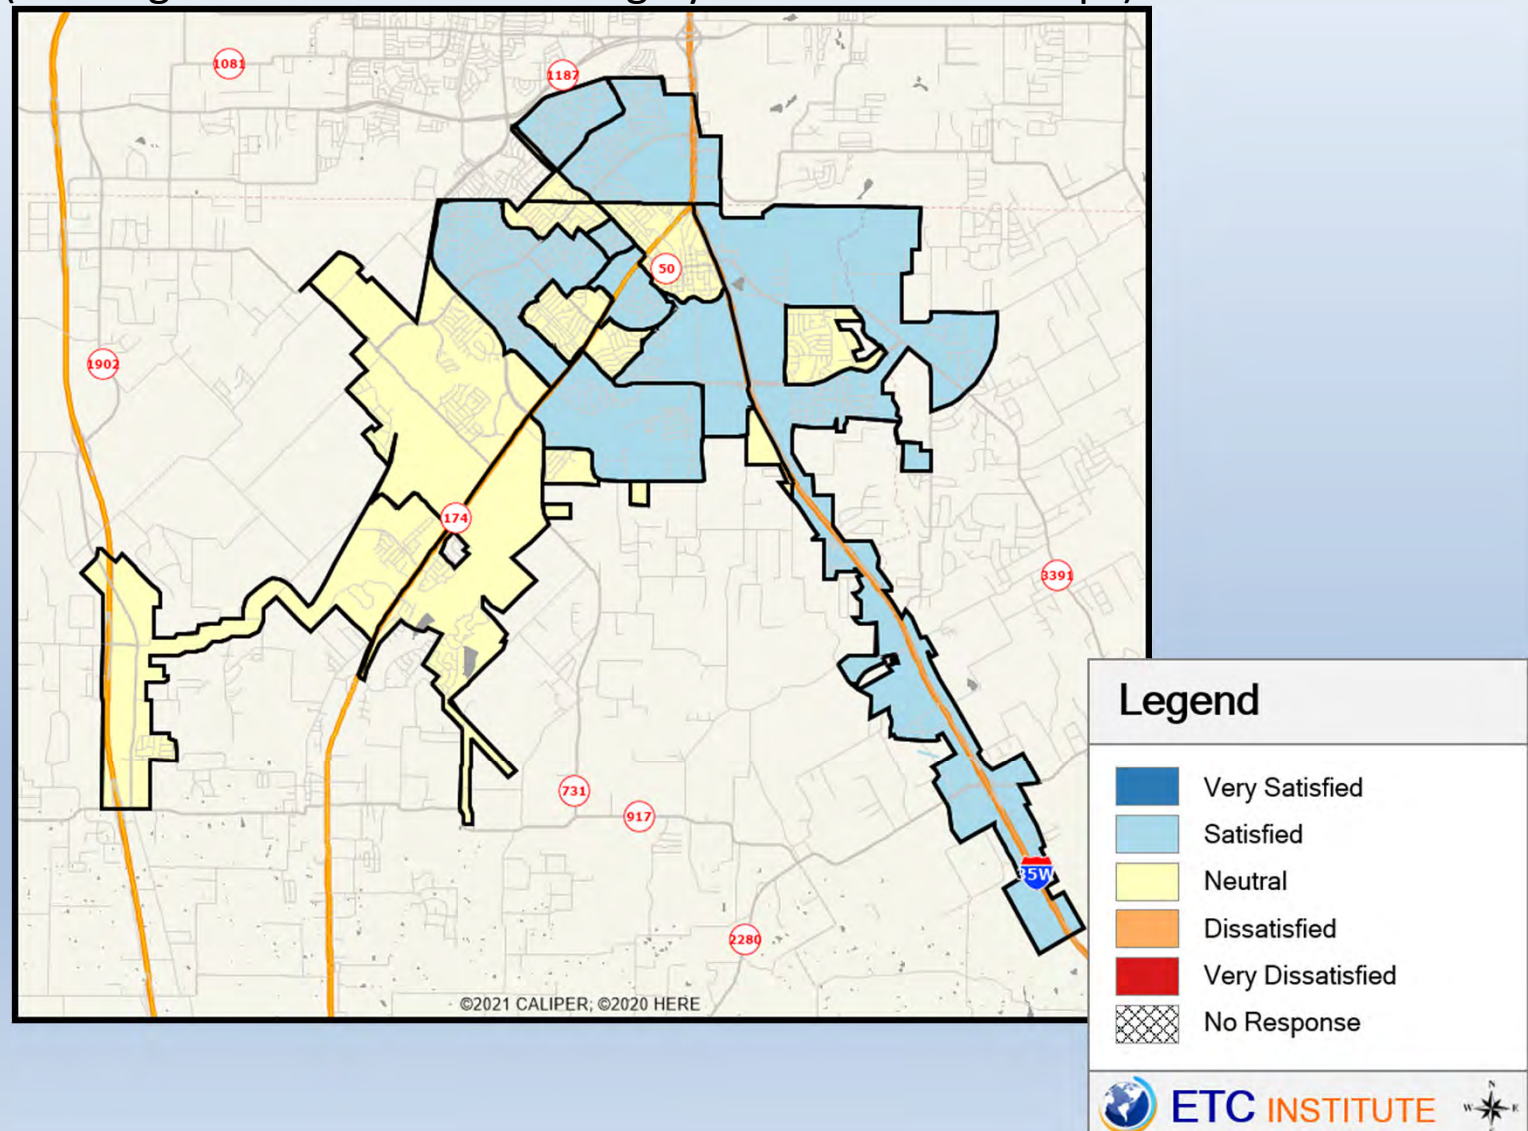 1081
1187
50
1902
174
3391
731
917
35W
2280
©2021 CALIPER; ©2020 HERE
Legend
Very Satisfied
Satisfied
Neutral
Dissatisfied
Very Dissatisfied
No Response
ETC INSTITUTE
N
W E